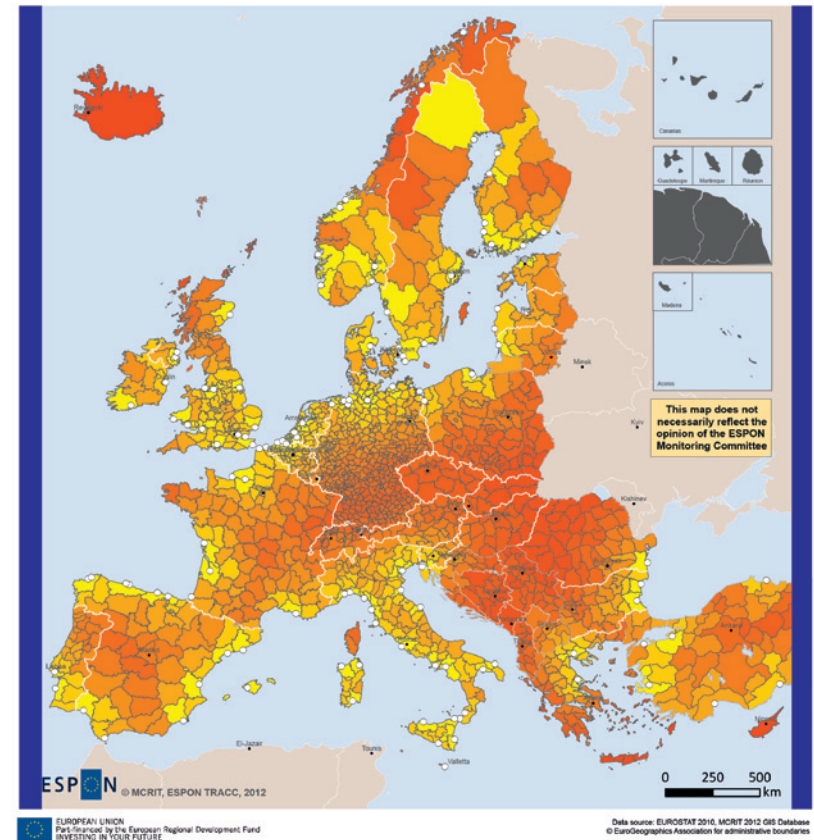 Canarias
Guadeloupe
Martinique
Réunion
Madeira
Acores
This map does not
necessarily reflect the
opinion of the ESPON
Monitoring Committee
Minsk
Kyiv
Kishinev
Madrid
Ankara
El-Jazair
Tounis
Valletta
ESPON
© MCRIT, ESPON TRACC, 2012
0 250 500
km
EUROPEAN UNION
Part-financed by the European Regional Development Fund
INVESTING IN YOUR FUTURE
Data source: EUROSTAT 2010, MCRIT 2012 GIS Database
© EuroGeographics Association for administrative boundaries